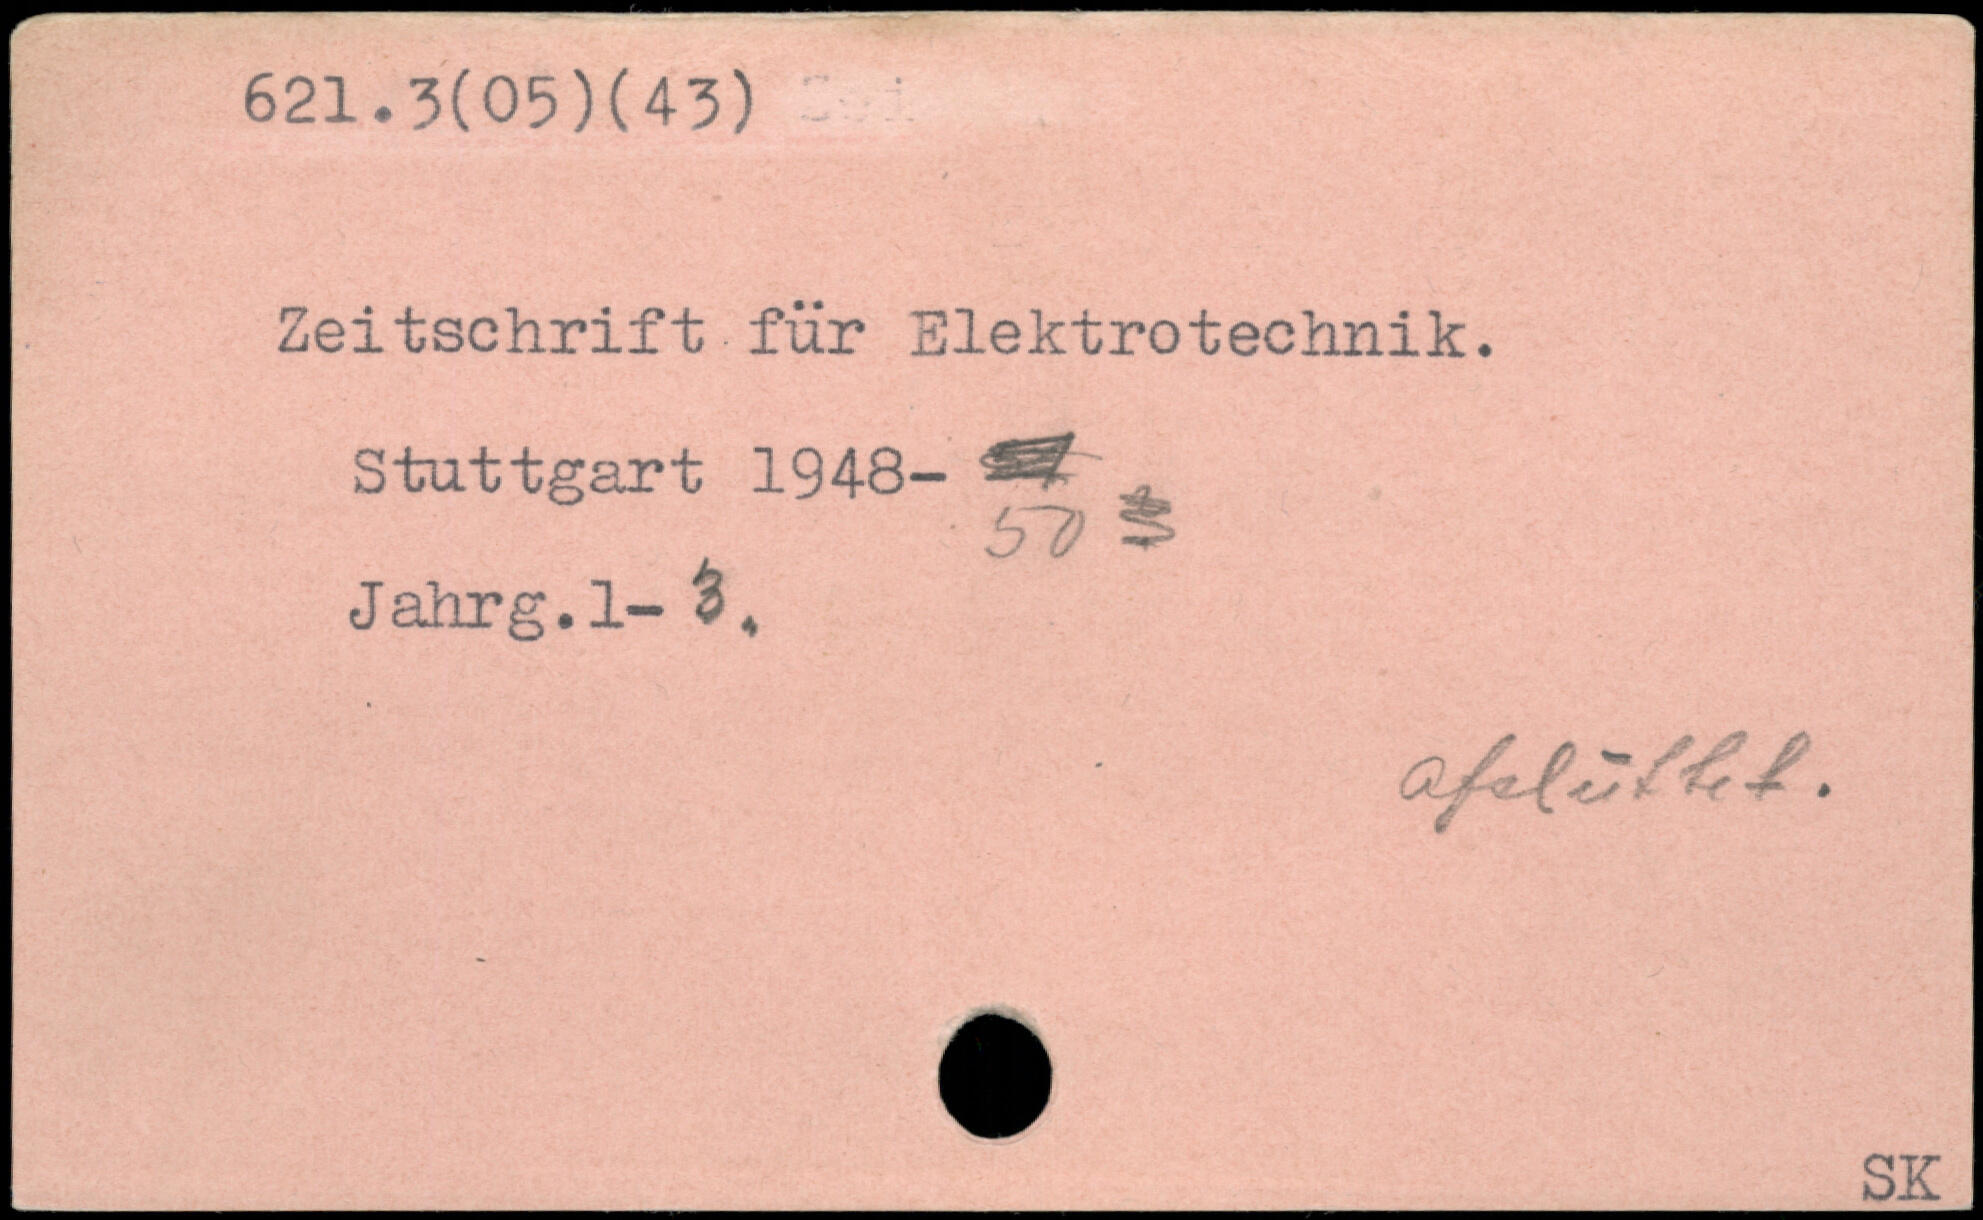 621.3(05)(43)
Zeitschrift für Elektrotechnik.
Stuttgart 1948-
50
Jahrg.1-3.
afsluttet.
SK